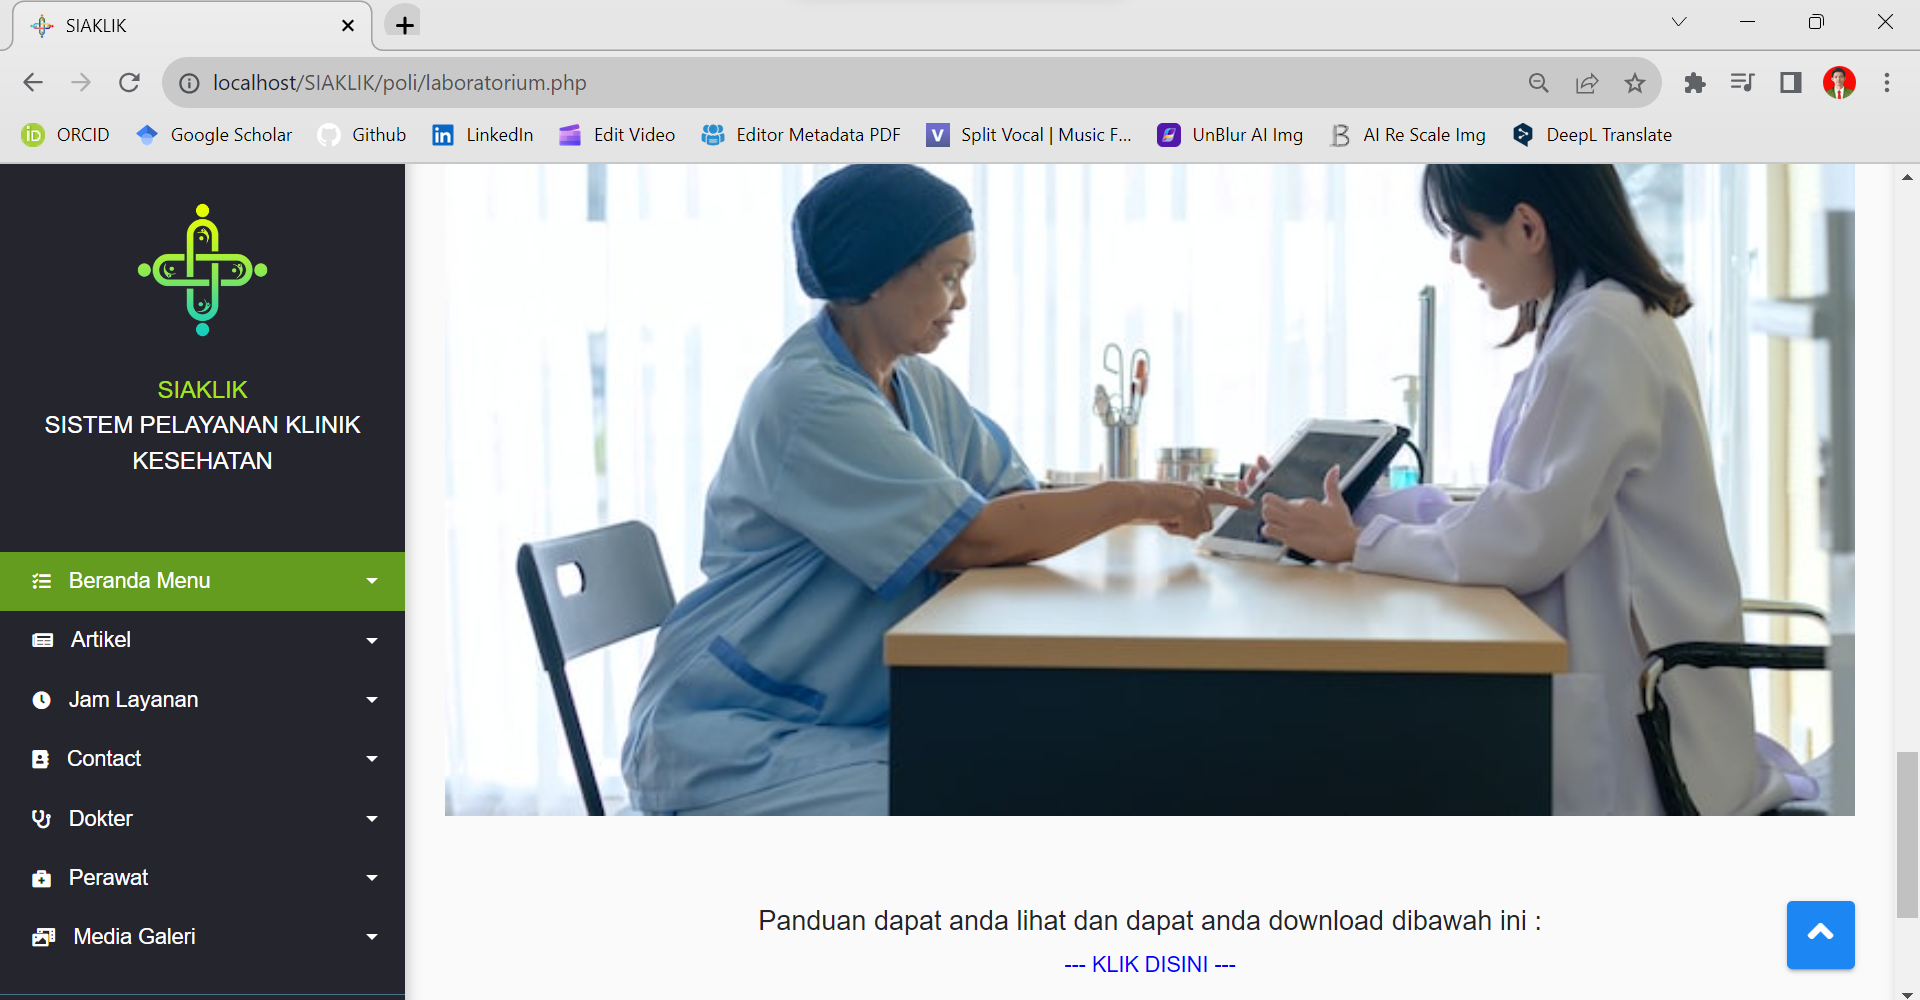 SIAKLIK
localhost/SIAKLIK/poli/laboratorium.php
ORCID Google Scholar Github LinkedIn Edit Video Editor Metadata PDF Split Vocal | Music F... UnBlur AI Img AI Re Scale Img DeepL Translate
SIAKLIK
SISTEM PELAYANAN KLINIK
KESEHATAN
Beranda Menu
Artikel
Jam Layanan
Contact
Dokter
Perawat
Media Galeri
Panduan dapat anda lihat dan dapat anda download dibawah ini :
--- KLIK DISINI ---